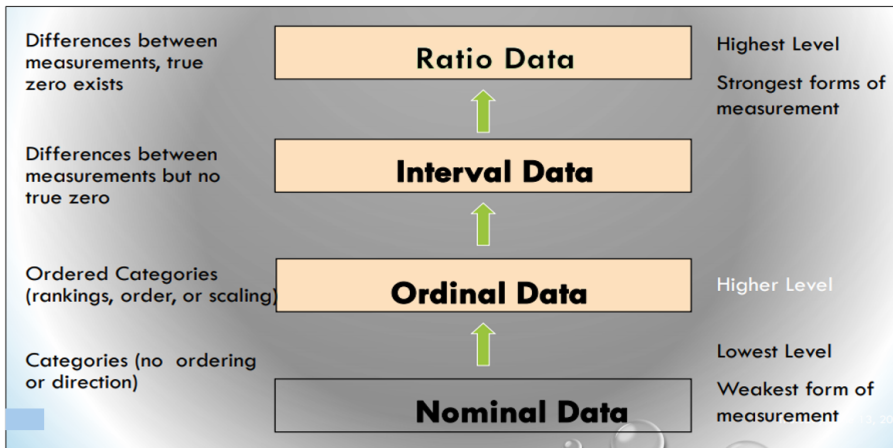 Differences between
measurements, true
zero exists
Ratio Data
Highest Level
Strongest forms of
measurement
Differences between
measurements but no
true zero
Interval Data
Ordered Categories
(rankings, order, or scaling)
Ordinal Data
Higher Level
Categories (no ordering
or direction)
Lowest Level
Nominal Data
Weakest form of
measurement